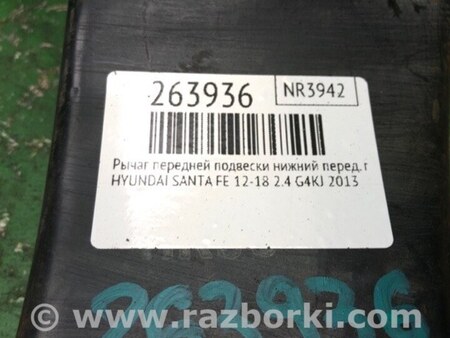 263936
NR3942
Рычаг передней подвески нижний перед, г
HYUNDAI SANTA FE 12-18 2.4 G4KJ 2013
263936
© www.razborki.com